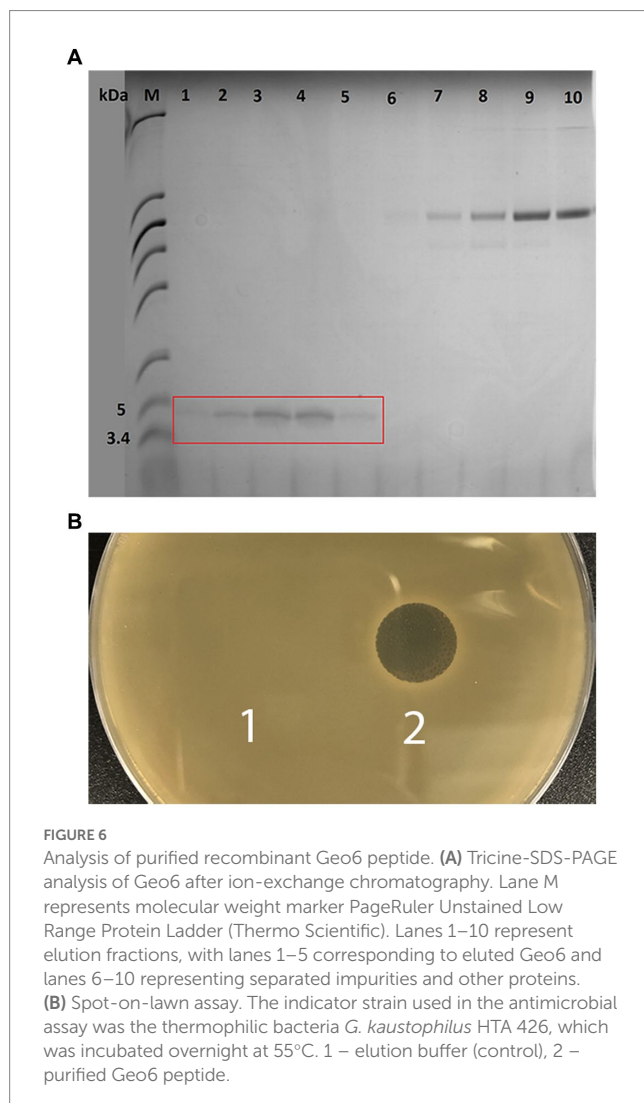 A
kDa M 1 2 3 4 5 6 7 8 9 10
5
3.4
B
1 2
FIGURE 6
Analysis of purified recombinant Geo6 peptide. (A) Tricine-SDS-PAGE
analysis of Geo6 after ion-exchange chromatography. Lane M
represents molecular weight marker PageRuler Unstained Low
Range Protein Ladder (Thermo Scientific). Lanes 1–10 represent
elution fractions, with lanes 1–5 corresponding to eluted Geo6 and
lanes 6–10 representing separated impurities and other proteins.
(B) Spot-on-lawn assay. The indicator strain used in the antimicrobial
assay was the thermophilic bacteria G. kaustophilus HTA 426, which
was incubated overnight at 55°C. 1 – elution buffer (control), 2 –
purified Geo6 peptide.